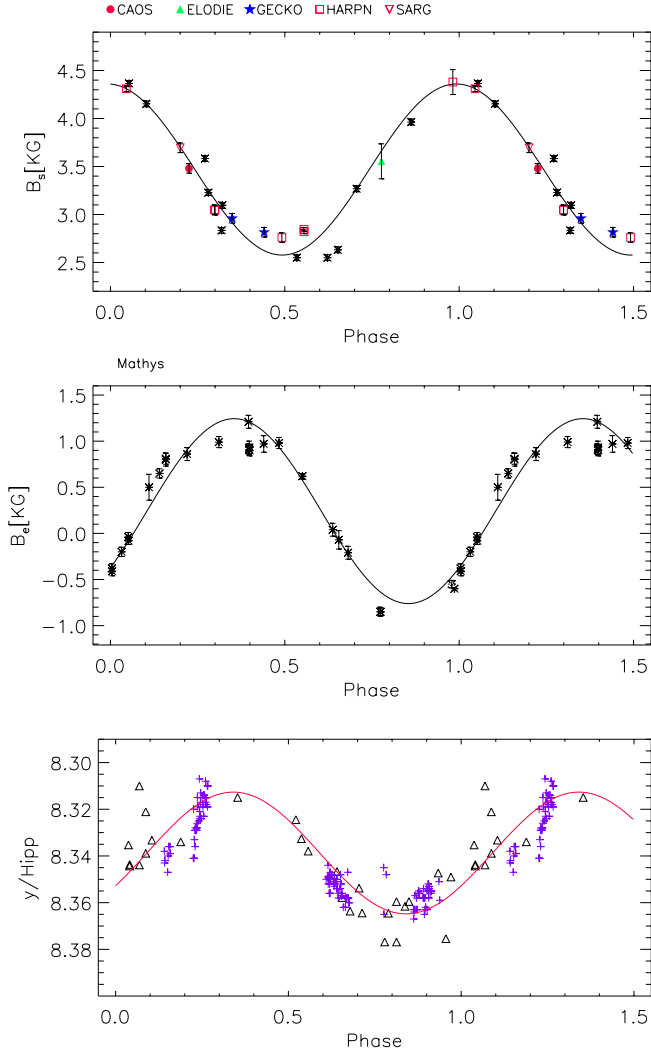 CAOS ELODIE GECKO HARPN SARG
4.5
4.0
3.5
3.0
2.5
Bs[KG]
0.0 0.5 1.0 1.5
Phase
Mathys
1.5
1.0
0.5
0.0
−0.5
−1.0
Be[KG]
0.0 0.5 1.0 1.5
Phase
8.30
8.32
8.34
8.36
8.38
y/Hipp
0.0 0.5 1.0 1.5
Phase